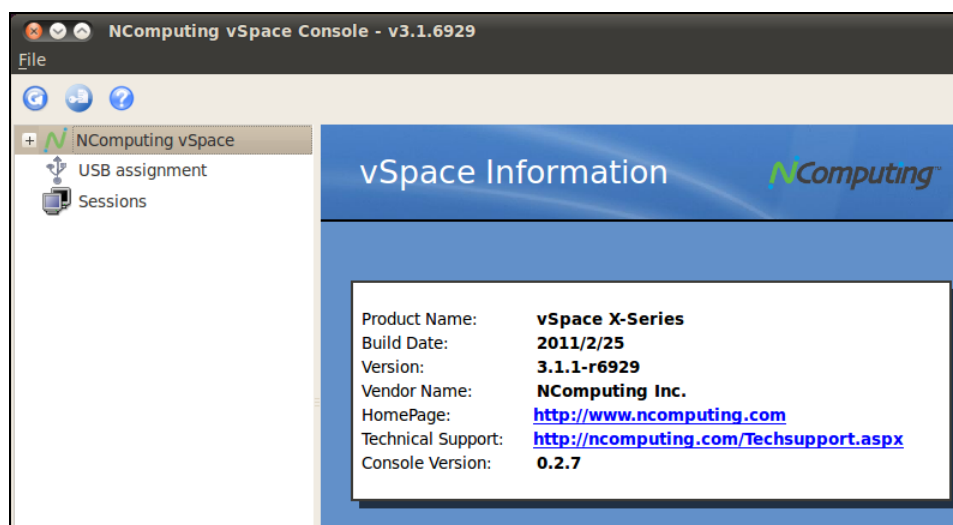 NComputing vSpace Console - v3.1.6929
File
NComputing vSpace
USB assignment
Sessions
vSpace Information
NComputing™
Product Name: vSpace X-Series
Build Date: 2011/2/25
Version: 3.1.1-r6929
Vendor Name: NComputing Inc.
HomePage: http://www.ncomputing.com
Technical Support: http://ncomputing.com/Techsupport.aspx
Console Version: 0.2.7